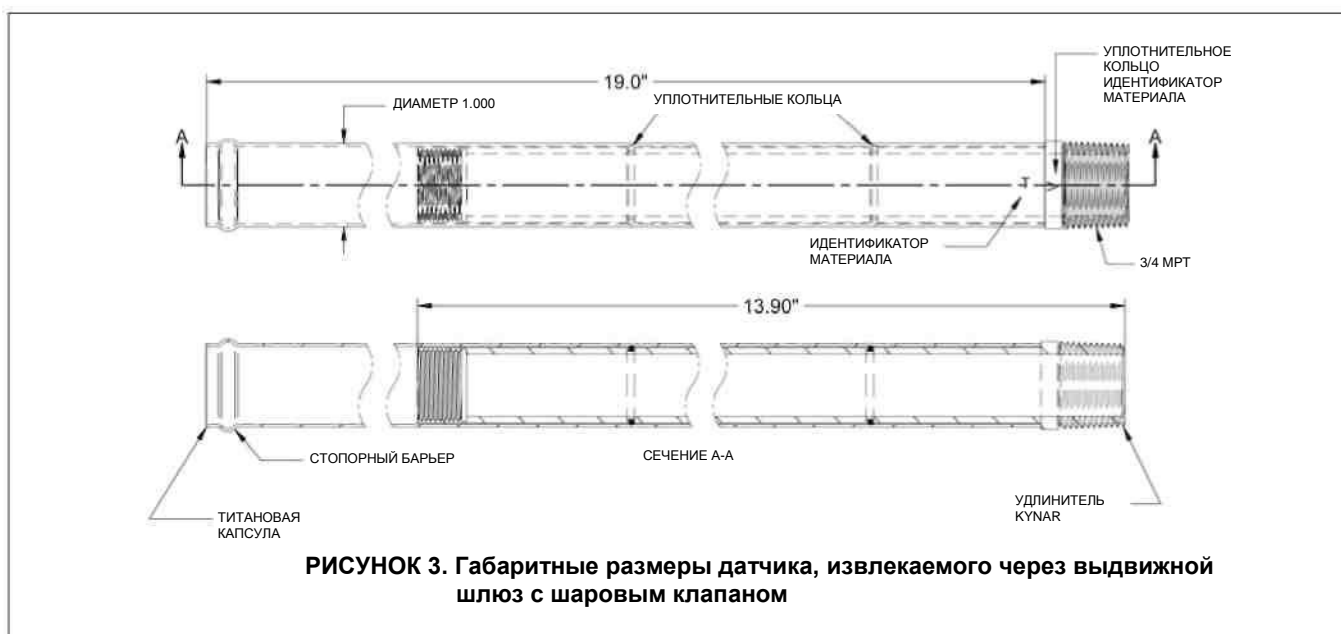 УПЛОТНИТЕЛЬНОЕ
КОЛЬЦО
ИДЕНТИФИКАТОР
МАТЕРИАЛА
19.0"
ДИАМЕТР 1.000
УПЛОТНИТЕЛЬНЫЕ КОЛЬЦА
A
A
T
V
ИДЕНТИФИКАТОР
МАТЕРИАЛА
3/4 МРТ
13.90"
СТОПОРНЫЙ БАРЬЕР
СЕЧЕНИЕ А-А
ТИТАНОВАЯ
КАПСУЛА
УДЛИНИТЕЛЬ
KYNAR
РИСУНОК 3. Габаритные размеры датчика, извлекаемого через выдвижной
шлюз с шаровым клапаном